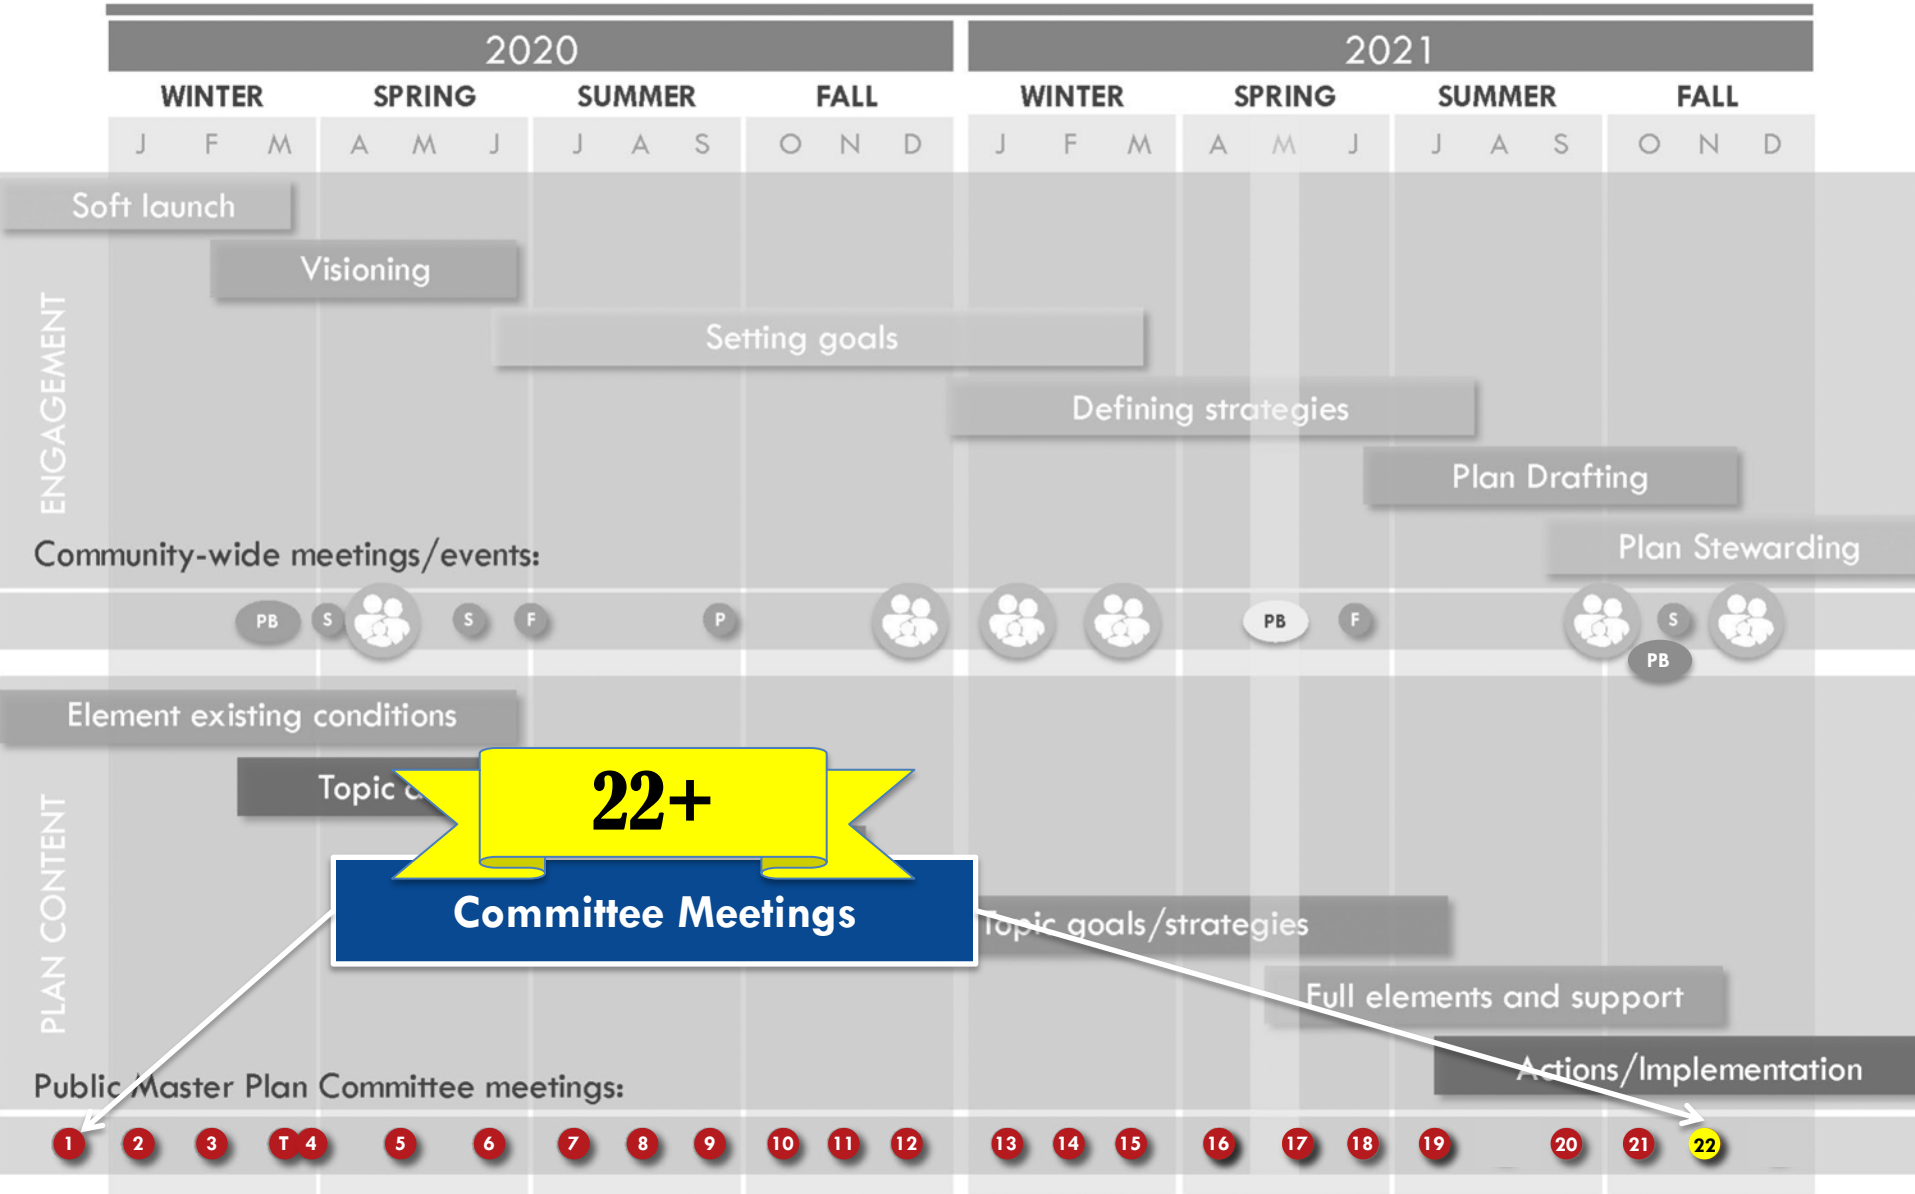 2020 2021
WINTER SPRING SUMMER FALL WINTER SPRING SUMMER FALL
J F M A M J J A S O N D J F M A M J J A S O N D
Soft launch
Visioning
Setting goals
Defining strategies
Plan Drafting
Plan Stewarding
ENGAGEMENT
Community-wide meetings/events:
PB S S F P PB F S
PB
Element existing conditions
Topic
22+
Committee Meetings
Topic goals/strategies
Full elements and support
Actions/Implementation
PLAN CONTENT
Public Master Plan Committee meetings:
1 2 3 T 4 5 6 7 8 9 10 11 12 13 14 15 16 17 18 19 20 21 22